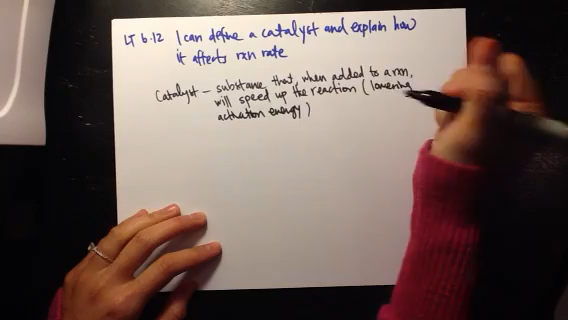 LT 6.12 I can define a catalyst and explain how
it affects rxn rate
Catalyst - substance that, when added to a rxn,
will speed up the reaction (lowering
activation energy)